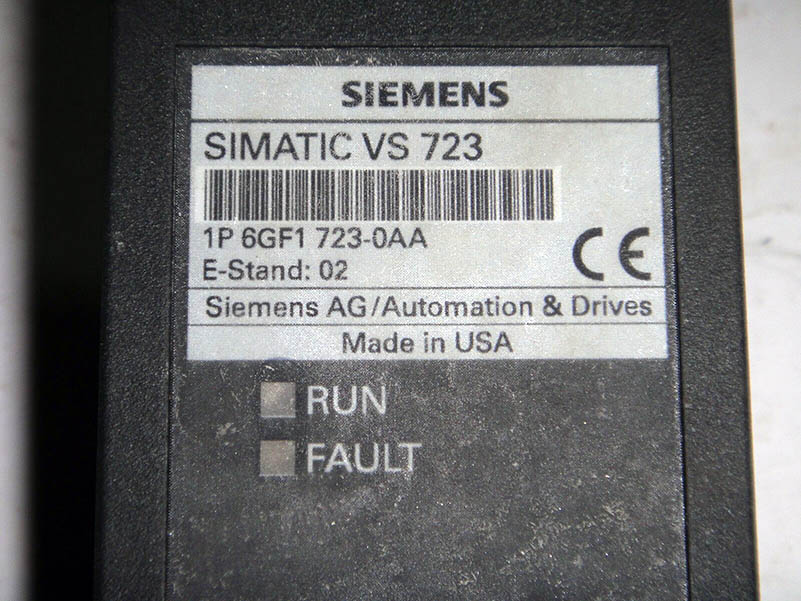 SIEMENS
SIMATIC VS 723
1P 6GF1 723-0AA
E-Stand: 02
CE
Siemens AG/Automation & Drives
Made in USA
RUN
FAULT